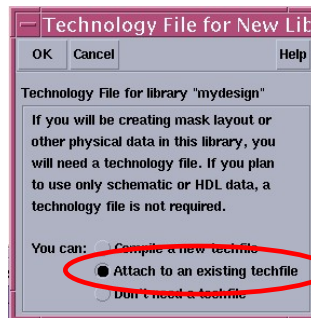 Technology File for New Lib
OK Cancel Help
Technology File for library "mydesign"
If you will be creating mask layout or
other physical data in this library, you
will need a technology file. If you plan
to use only schematic or HDL data, a
technology file is not required.
You can: Compile a new techfile
Attach to an existing techfile
Don't need a techfile